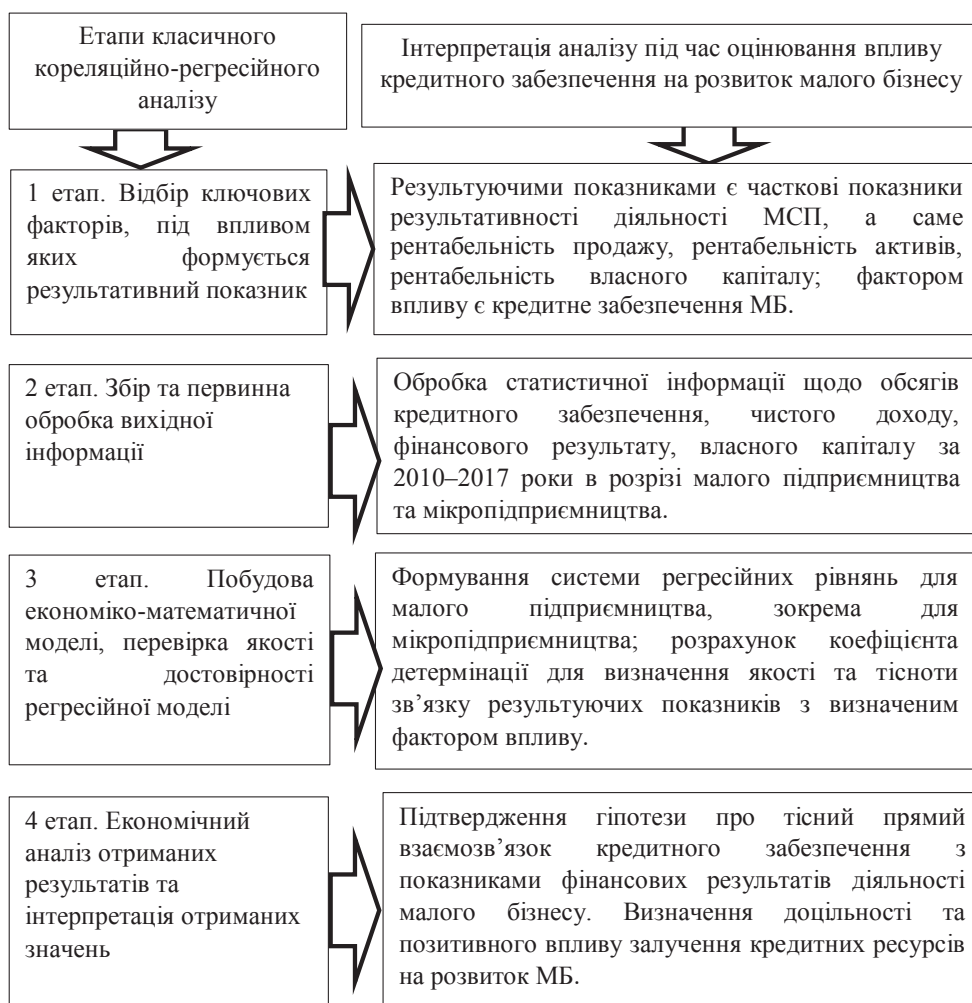 Етапи класичного
кореляційно-регресійного
аналізу
Інтерпретація аналізу під час оцінювання впливу
кредитного забезпечення на розвиток малого бізнесу
1 етап. Відбір ключових
факторів, під впливом
яких формується
результативний показник
Результуючими показниками є часткові показники
результативності діяльності МСП, а саме
рентабельність продажу, рентабельність активів,
рентабельність власного капіталу; фактором
впливу є кредитне забезпечення МБ.
2 етап. Збір та первинна
обробка вихідної
інформації
Обробка статистичної інформації щодо обсягів
кредитного забезпечення, чистого доходу,
фінансового результату, власного капіталу за
2010–2017 роки в розрізі малого підприємництва
та мікропідприємництва.
3 етап. Побудова
економіко-математичної
моделі, перевірка якості
та достовірності
регресійної моделі
Формування системи регресійних рівнянь для
малого підприємництва, зокрема для
мікропідприємництва; розрахунок коефіцієнта
детермінації для визначення якості та тісноти
зв’язку результуючих показників з визначеним
фактором впливу.
4 етап. Економічний
аналіз отриманих
результатів та
інтерпретація отриманих
значень
Підтвердження гіпотези про тісний прямий
взаємозв’язок кредитного забезпечення з
показниками фінансових результатів діяльності
малого бізнесу. Визначення доцільності та
позитивного впливу залучення кредитних ресурсів
на розвиток МБ.